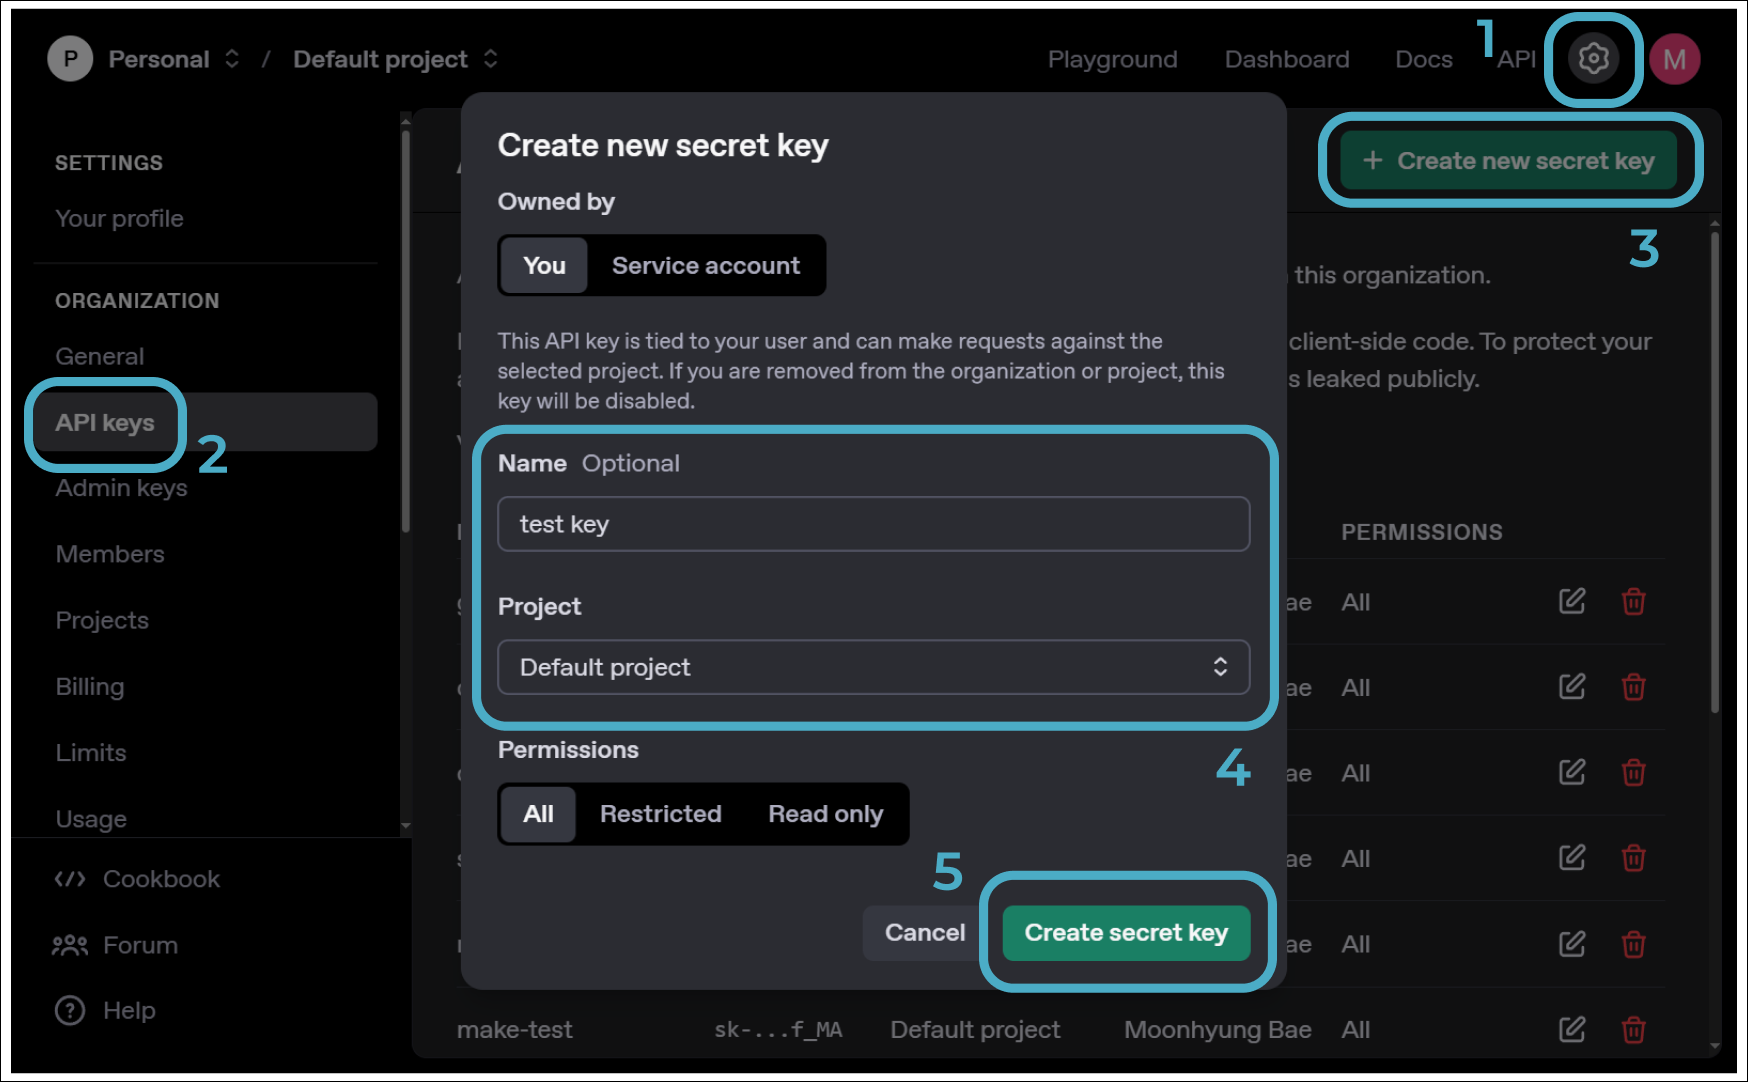 P Personal / Default project Playground Dashboard Docs API M
1
SETTINGS
Your profile
ORGANIZATION
General
API keys
2
Admin keys
Members
Projects
Billing
Limits
Usage
Cookbook
Forum
Help
+ Create new secret key
3
this organization.
client-side code. To protect your
s leaked publicly.
Create new secret key
Owned by
You Service account
This API key is tied to your user and can make requests against the
selected project. If you are removed from the organization or project, this
key will be disabled.
Name Optional
test key
Project
Default project
4
Permissions
All Restricted Read only
5
Cancel Create secret key
PERMISSIONS
ae All
ae All
ae All
ae All
ae All
make-test sk-...f_MA Default project Moonhyung Bae All